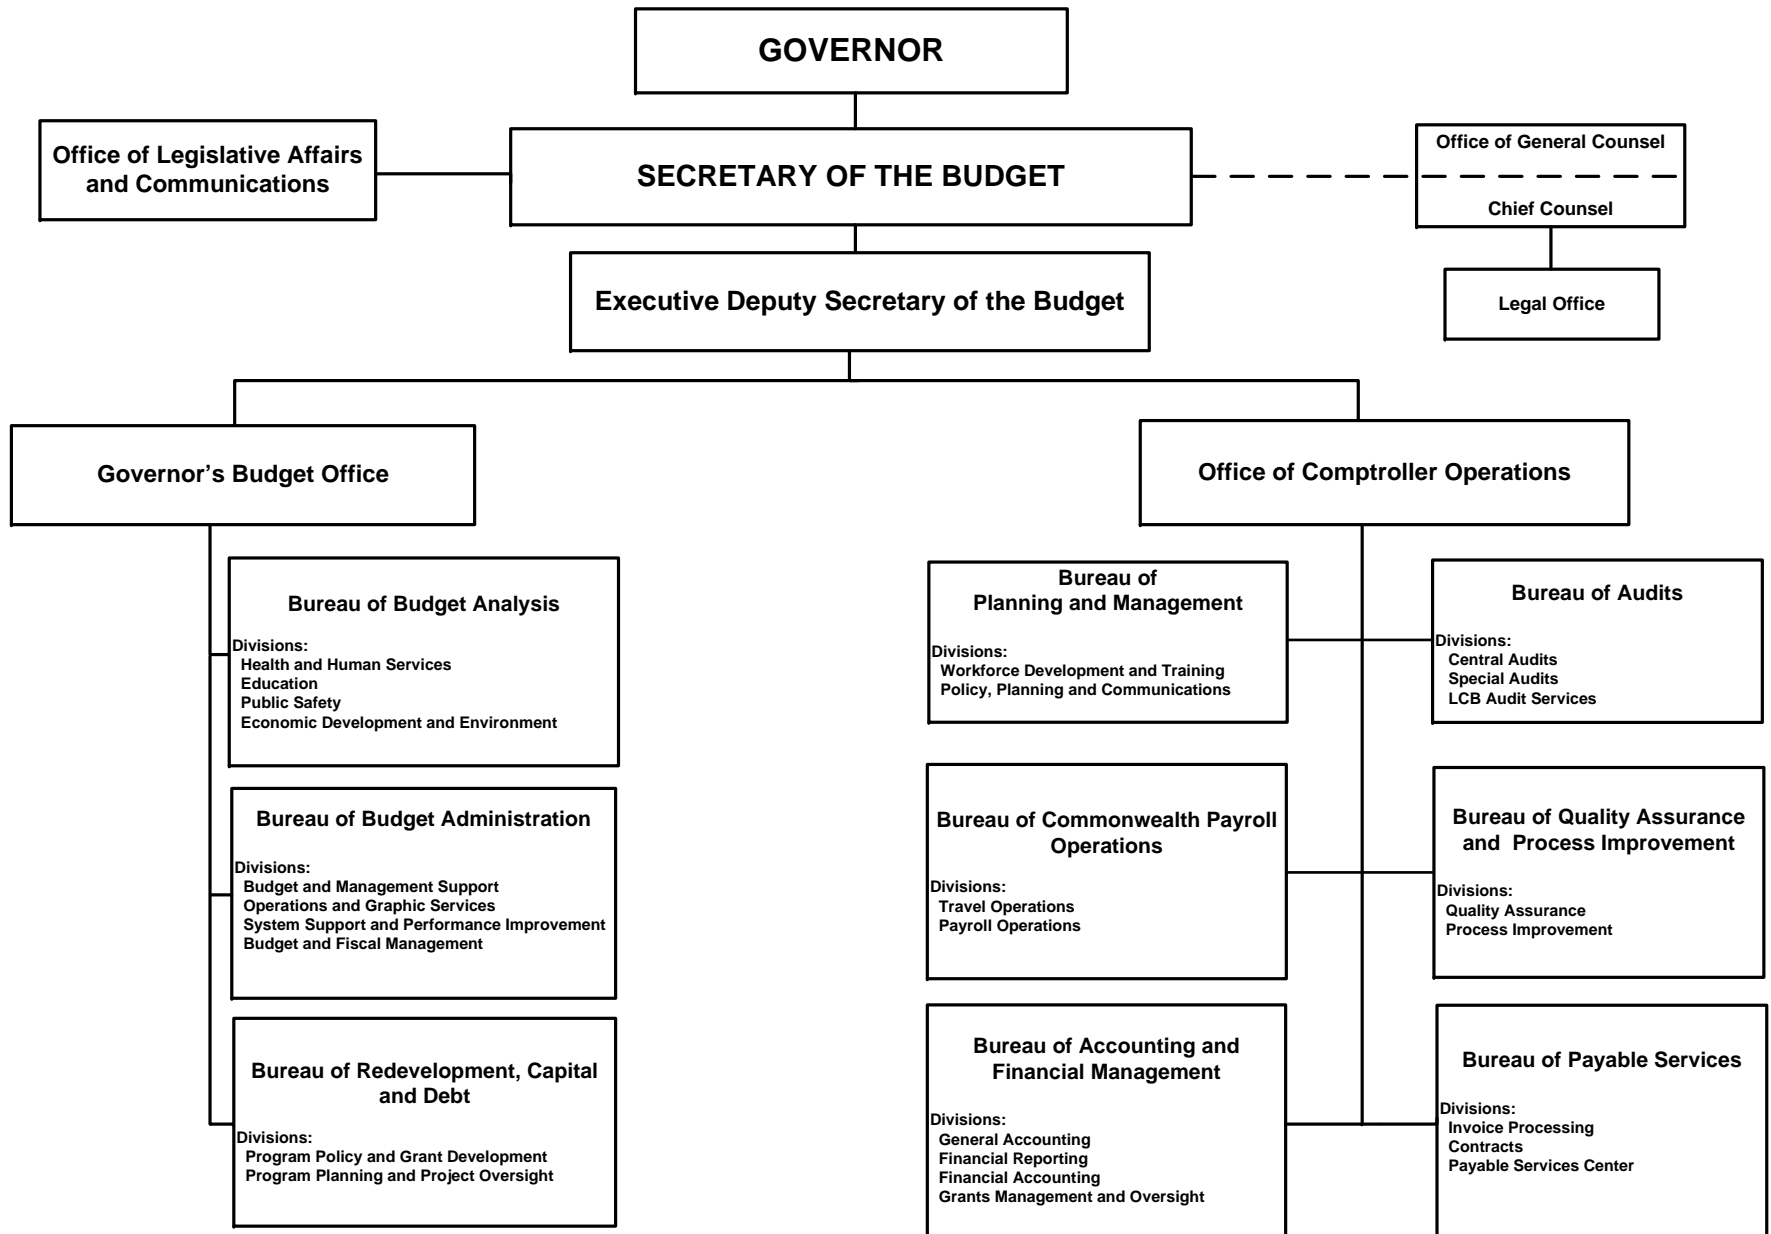 GOVERNOR
Office of Legislative Affairs
and Communications
SECRETARY OF THE BUDGET
Office of General Counsel
Chief Counsel
Legal Office
Executive Deputy Secretary of the Budget
Governor’s Budget Office
Office of Comptroller Operations
Bureau of Budget Analysis
Divisions:
Health and Human Services
Education
Public Safety
Economic Development and Environment
Bureau of Budget Administration
Divisions:
Budget and Management Support
Operations and Graphic Services
System Support and Performance Improvement
Budget and Fiscal Management
Bureau of Redevelopment, Capital
and Debt
Divisions:
Program Policy and Grant Development
Program Planning and Project Oversight
Bureau of
Planning and Management
Divisions:
Workforce Development and Training
Policy, Planning and Communications
Bureau of Audits
Divisions:
Central Audits
Special Audits
LCB Audit Services
Bureau of Commonwealth Payroll
Operations
Divisions:
Travel Operations
Payroll Operations
Bureau of Quality Assurance
and Process Improvement
Divisions:
Quality Assurance
Process Improvement
Bureau of Accounting and
Financial Management
Divisions:
General Accounting
Financial Reporting
Financial Accounting
Grants Management and Oversight
Bureau of Payable Services
Divisions:
Invoice Processing
Contracts
Payable Services Center